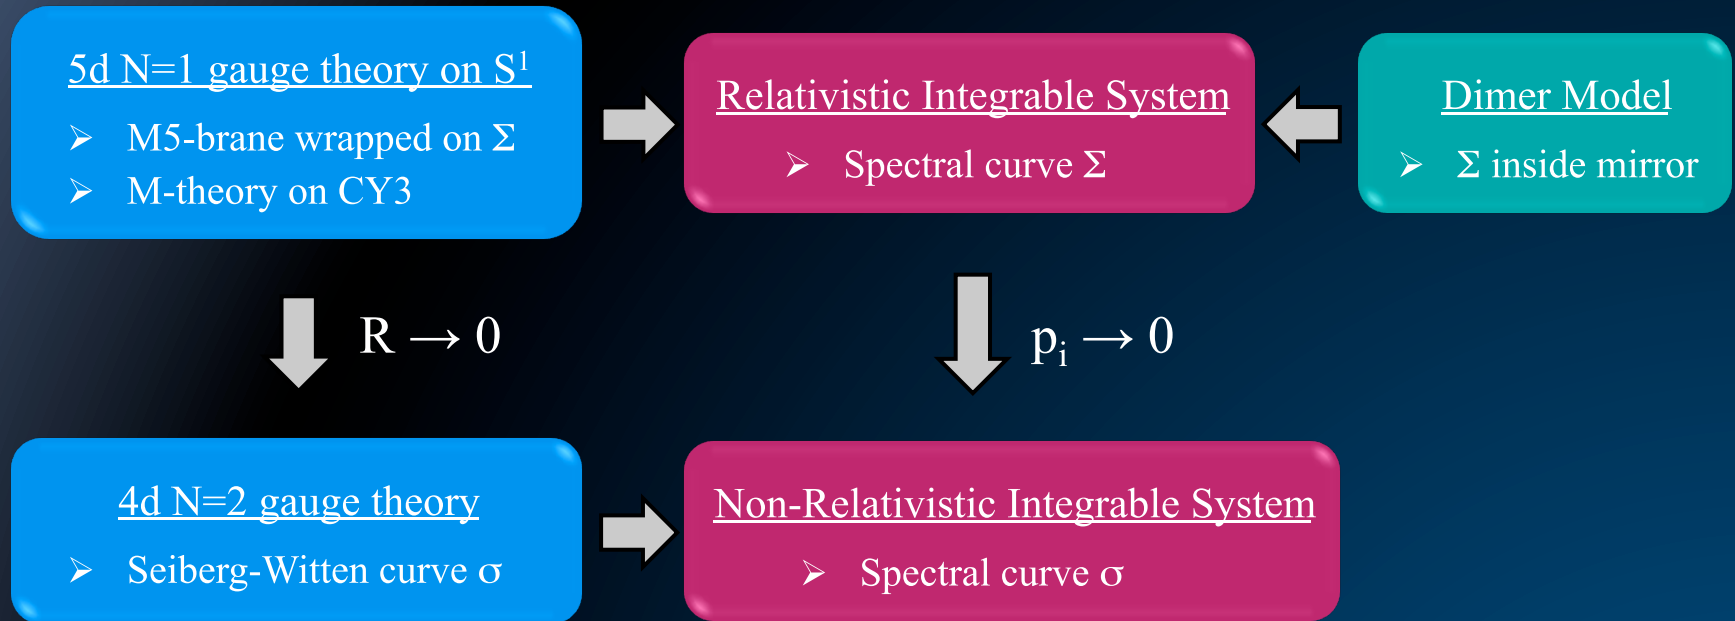 5d N=1 gauge theory on S¹
➢ M5-brane wrapped on Σ
➢ M-theory on CY3
Relativistic Integrable System
➢ Spectral curve Σ
Dimer Model
➢ Σ inside mirror
R → 0
pᵢ → 0
4d N=2 gauge theory
➢ Seiberg-Witten curve σ
Non-Relativistic Integrable System
➢ Spectral curve σ